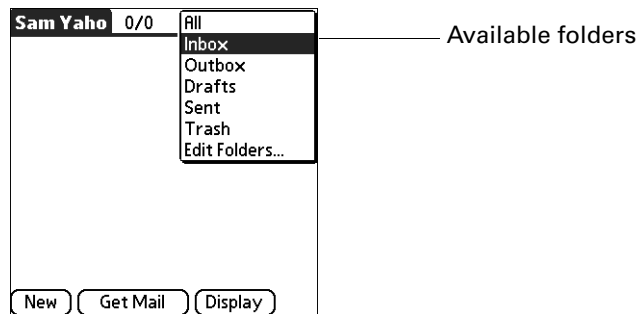 Sam Yaho 0/0 All
Inbox Available folders
Outbox
Drafts
Sent
Trash
Edit Folders...
New Get Mail Display